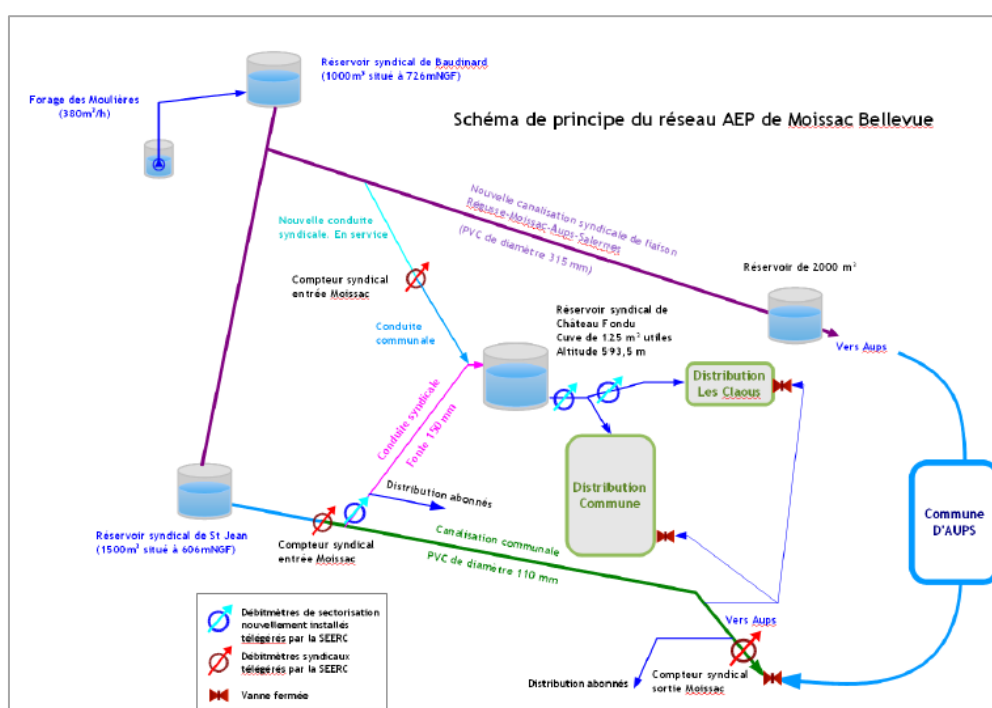 Réservoir syndical de Baudinard
(1000m³ situé à 726mNGF)
Forage des Moulières
(380m³/h)
Schéma de principe du réseau AEP de Moissac Bellevue
Nouvelle canalisation syndicale de liaison
Régusse-Moissac-Aups-Salernes
(PVC de diamètre 315 mm)
Nouvelle conduite
syndicale. En service
Compteur syndical
entrée Moissac
Réservoir de 2000 m³
Conduite
communale
Réservoir syndical de
Château Fondu
Cuve de 125 m³ utiles
Altitude 593,5 m
Vers Aups
Distribution
Les Claous
Conduite syndicale
Fonte 150 mm
Distribution abonnés
Distribution
Commune
Commune
D'AUPS
Réservoir syndical de St Jean
(1500m³ situé à 606mNGF)
Compteur syndical
entrée Moissac
Canalisation communale
PVC de diamètre 110 mm
Débitmètres de sectorisation
nouvellement installés
télégérés par la SEERC
Débitmètres syndicaux
télégérés par la SEERC
Vanne fermée
Vers Aups
Distribution abonnés
Compteur syndical
sortie Moissac